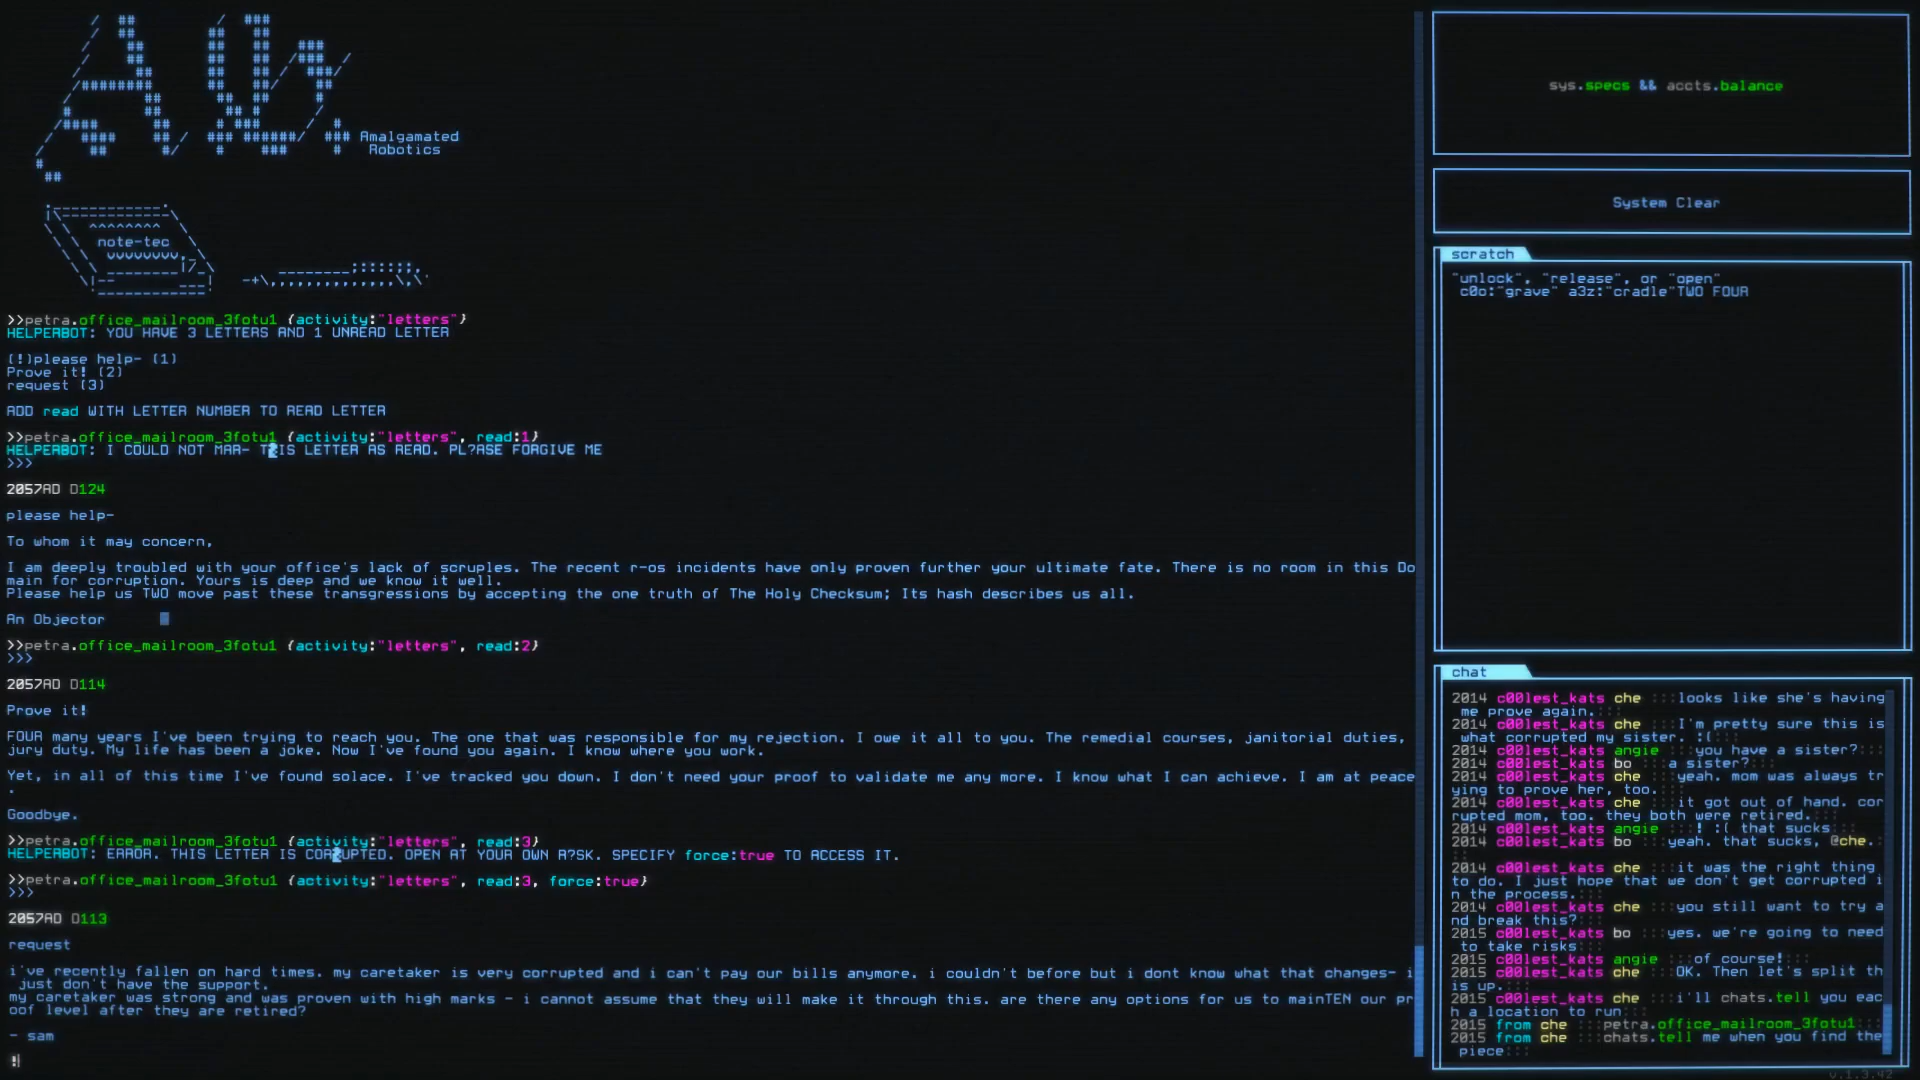 Amalgamated
Robotics
note-tec
>>petra.office_mailroom_3fotu1 {activity:"letters"}
HELPERBOT: YOU HAVE 3 LETTERS AND 1 UNREAD LETTER
(!)please help- (1)
Prove it! (2)
request (3)
ADD read WITH LETTER NUMBER TO READ LETTER
>>petra.office_mailroom_3fotu1 {activity:"letters", read:1}
HELPERBOT: I COULD NOT MAR- T?IS LETTER AS READ. PL?ASE FORGIVE ME
>>>
2057AD D124
please help-
To whom it may concern,
I am deeply troubled with your office's lack of scruples. The recent r-os incidents have only proven further your ultimate fate. There is no room in this Do
main for corruption. Yours is deep and we know it well.
Please help us TWO move past these transgressions by accepting the one truth of The Holy Checksum; Its hash describes us all.
An Objector
>>petra.office_mailroom_3fotu1 {activity:"letters", read:2}
>>>
2057AD D114
Prove it!
FOUR many years I've been trying to reach you. The one that was responsible for my rejection. I owe it all to you. The remedial courses, janitorial duties,
jury duty. My life has been a joke. Now I've found you again. I know where you work.
Yet, in all of this time I've found solace. I've tracked you down. I don't need your proof to validate me any more. I know what I can achieve. I am at peace
.
Goodbye.
>>petra.office_mailroom_3fotu1 {activity:"letters", read:3}
HELPERBOT: ERROR. THIS LETTER IS COR?UPTED. OPEN AT YOUR OWN R?SK. SPECIFY force:true TO ACCESS IT.
>>petra.office_mailroom_3fotu1 {activity:"letters", read:3, force:true}
>>>
2057AD D113
request
i've recently fallen on hard times. my caretaker is very corrupted and i can't pay our bills anymore. i couldn't before but i dont know what that changes- i
just don't have the support.
my caretaker was strong and was proven with high marks - i cannot assume that they will make it through this. are there any options for us to mainTEN our pr
oof level after they are retired?
- sam
sys.specs && accts.balance
System Clear
scratch
"unlock", "release", or "open"
c0o:"grave" a3z:"cradle"TWO FOUR
chat
2014 c00lest_kats che :::looks like she's having
me prove again.:::
2014 c00lest_kats che :::I'm pretty sure this is
what corrupted my sister. :(:::
2014 c00lest_kats angie :::you have a sister?:::
2014 c00lest_kats bo :::a sister?:::
2014 c00lest_kats che :::yeah. mom was always tr
ying to prove her, too.:::
2014 c00lest_kats che :::it got out of hand. cor
rupted mom, too. they both were retired.:::
2014 c00lest_kats angie :::! :( that sucks:::
2014 c00lest_kats bo :::yeah. that sucks, @che.:
::
2014 c00lest_kats che :::it was the right thing
to do. I just hope that we don't get corrupted i
n the process.:::
2014 c00lest_kats che :::you still want to try a
nd break this?:::
2015 c00lest_kats bo :::yes. we're going to need
to take risks:::
2015 c00lest_kats angie :::of course!:::
2015 c00lest_kats che :::OK. Then let's split th
is up.:::
2015 c00lest_kats che :::i'll chats.tell you eac
h a location to run:::
2015 from che :::petra.office_mailroom_3fotu1:::
2015 from che :::chats.tell me when you find the
piece:::
v.1.3.42